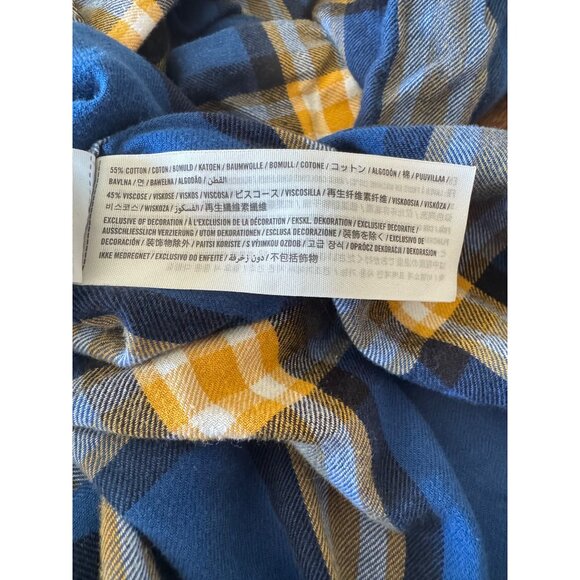 55% COTTON / COTON / BOMULD / KATOEN / BAUMWOLLE / BOMULL / COTONE / コットン / ALGODÓN / 棉 / PUUVILLAA /
BAVLNA / 면 / BAWEŁNA / ALGODÃO / القطن
45% VISCOSE / VISKOSE / VISKOS / VISCOSA / ビスコース / VISCOSILLA / 再生纤维素纤维 / VISKOOSIA / VISKÓZA /
비스코스 / WISKOZA / الفسكوز / 再生纖維素纖維
EXCLUSIVE OF DECORATION / À L'EXCLUSION DE LA DÉCORATION / EKSKL. DEKORATION / EXCLUSIEF DECORATIE /
AUSSCHLIESSLICH VERZIERUNG / UTOM DEKORATIONEN / ESCLUSA DECORAZIONE / 装飾を除く / EXCLUSIVO DE
DECORACIÓN / 装饰物除外 / PAITSI KORISTE / S VÝJIMKOU OZDOB / 고급 장식 / OPRÓCZ DEKORACJI / DEKORASJON
IKKE MEDREGNET / EXCLUSIVO DO ENFEITE / دون زخرفة / 不包括飾物